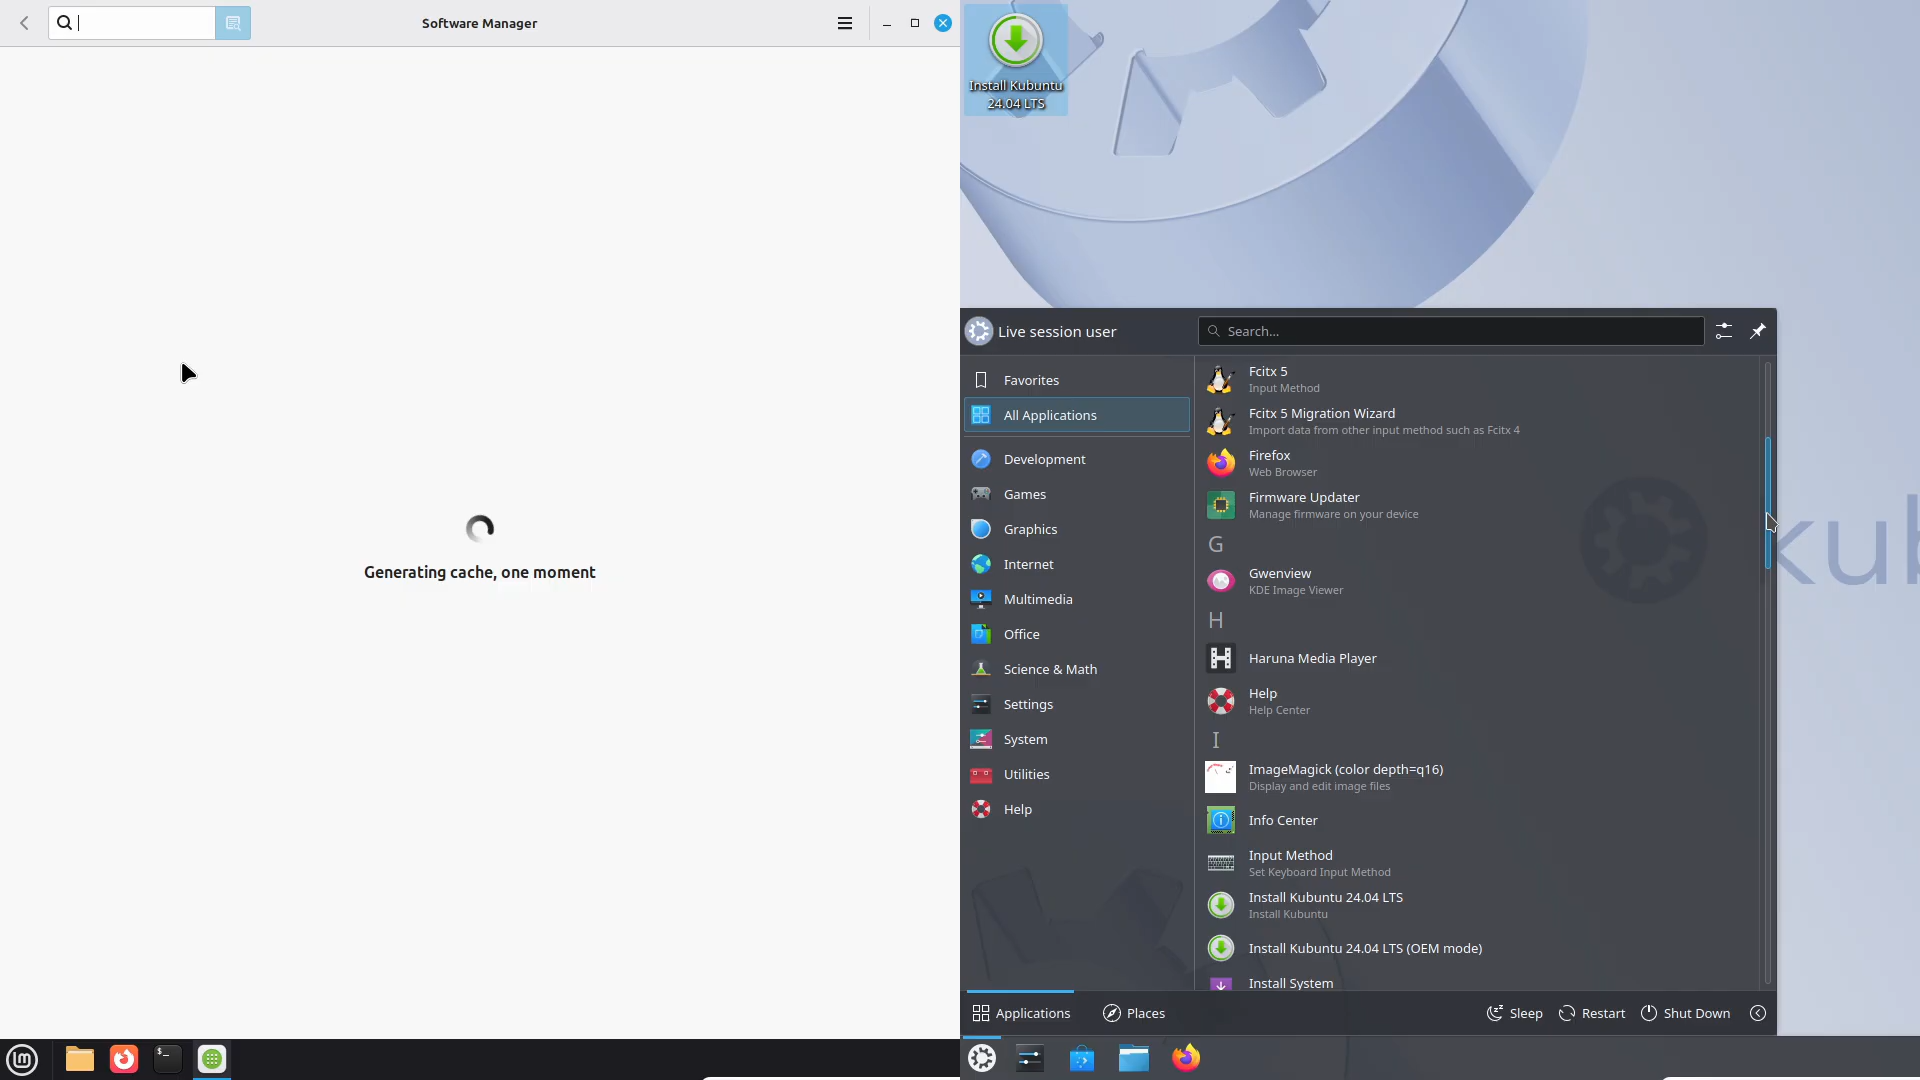 Software Manager
Generating cache, one moment
Install Kubuntu
24.04 LTS
Live session user
Search...
Favorites
All Applications
Development
Games
Graphics
Internet
Multimedia
Office
Science & Math
Settings
System
Utilities
Help
Fcitx 5
Input Method
Fcitx 5 Migration Wizard
Import data from other input method such as Fcitx 4
Firefox
Web Browser
Firmware Updater
Manage firmware on your device
G
Gwenview
KDE Image Viewer
H
Haruna Media Player
Help
Help Center
I
ImageMagick (color depth=q16)
Display and edit image files
Info Center
Input Method
Set Keyboard Input Method
Install Kubuntu 24.04 LTS
Install Kubuntu
Install Kubuntu 24.04 LTS (OEM mode)
Install System
Applications
Places
Sleep
Restart
Shut Down
kub